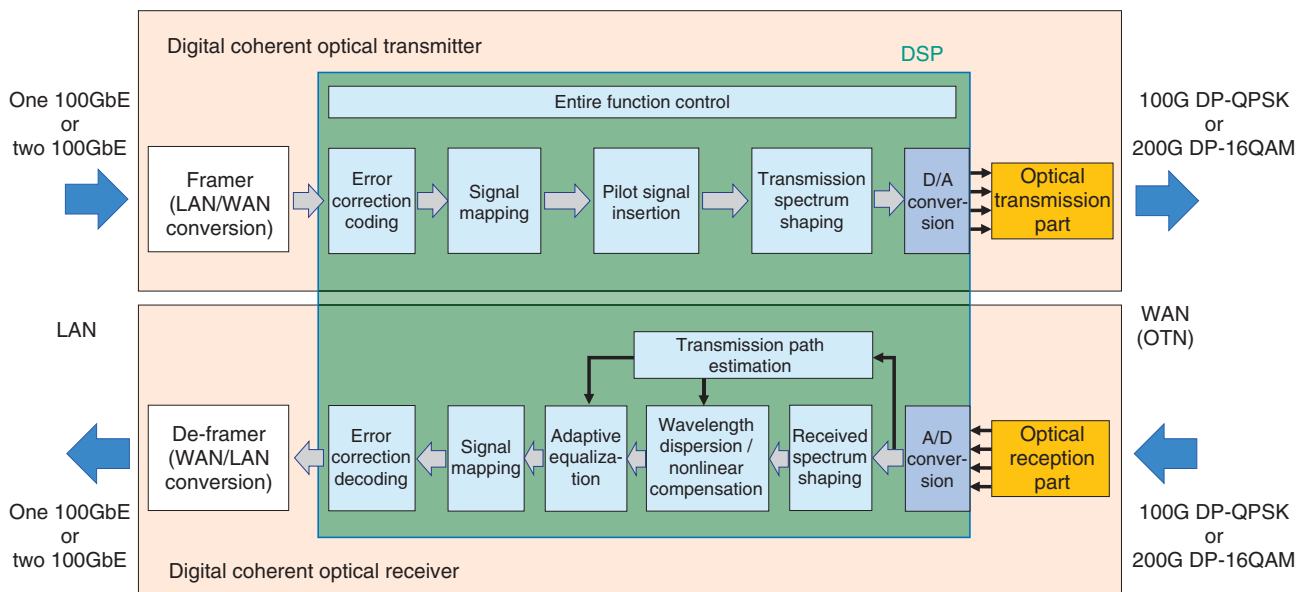 Digital coherent optical transmitter
DSP
One 100GbE
or
two 100GbE
Entire function control
100G DP-QPSK
or
200G DP-16QAM
Framer
(LAN/WAN
conversion)
Error
correction
coding
Signal
mapping
Pilot signal
insertion
Transmission
spectrum
shaping
D/A
conver-
sion
Optical
transmission
part
LAN
WAN
(OTN)
Transmission path
estimation
De-framer
(WAN/LAN
conversion)
Error
correction
decoding
Signal
mapping
Adaptive
equaliza-
tion
Wavelength
dispersion /
nonlinear
compensation
Received
spectrum
shaping
A/D
conver-
sion
Optical
reception
part
One 100GbE
or
two 100GbE
100G DP-QPSK
or
200G DP-16QAM
Digital coherent optical receiver